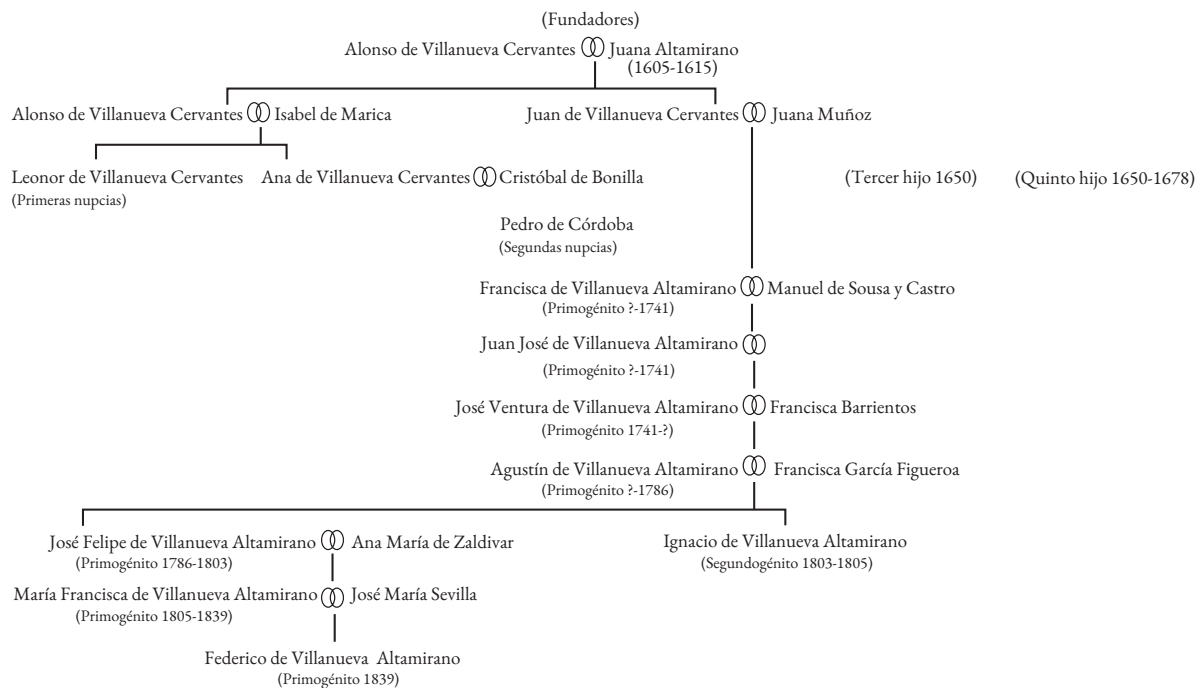 (Fundadores)
Alonso de Villanueva Cervantes Juana Altamirano
(1605-1615)
Alonso de Villanueva Cervantes Isabel de Marica Juan de Villanueva Cervantes Juana Muñoz
Leonor de Villanueva Cervantes Ana de Villanueva Cervantes Cristóbal de Bonilla (Tercer hijo 1650) (Quinto hijo 1650-1678)
(Primeras nupcias)
Pedro de Córdoba
(Segundas nupcias)
Francisca de Villanueva Altamirano Manuel de Sousa y Castro
(Primogénito ?-1741)
Juan José de Villanueva Altamirano
(Primogénito ?-1741)
José Ventura de Villanueva Altamirano Francisca Barrientos
(Primogénito 1741-?)
Agustín de Villanueva Altamirano Francisca García Figueroa
(Primogénito ?-1786)
José Felipe de Villanueva Altamirano Ana María de Zaldivar Ignacio de Villanueva Altamirano
(Primogénito 1786-1803) (Segundogénito 1803-1805)
María Francisca de Villanueva Altamirano José María Sevilla
(Primogénito 1805-1839)
Federico de Villanueva Altamirano
(Primogénito 1839)